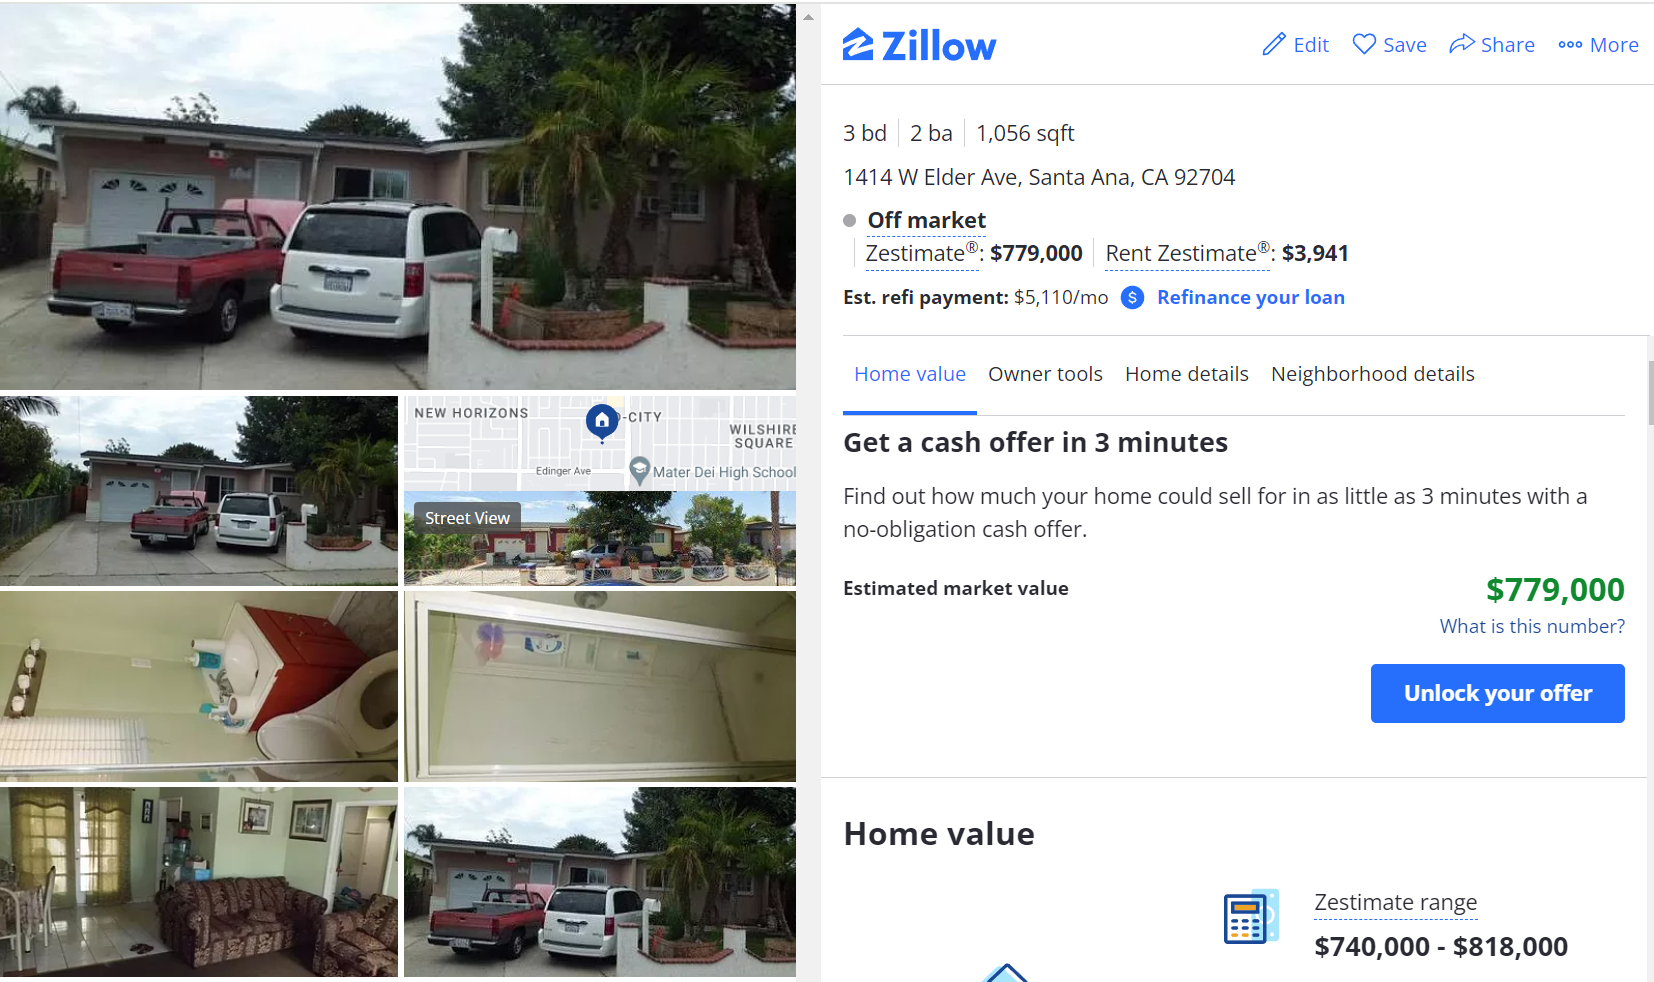 NEW HORIZONS
D-CITY
WILSHIRE
SQUARE
Edinger Ave
Mater Dei High School
Street View
Zillow
Edit
Save
Share
More
3 bd
2 ba
1,056 sqft
1414 W Elder Ave, Santa Ana, CA 92704
Off market
Zestimate®: $779,000
Rent Zestimate®: $3,941
Est. refi payment: $5,110/mo
$
Refinance your loan
Home value
Owner tools
Home details
Neighborhood details
Get a cash offer in 3 minutes
Find out how much your home could sell for in as little as 3 minutes with a
no-obligation cash offer.
Estimated market value
$779,000
What is this number?
Unlock your offer
Home value
Zestimate range
$740,000 - $818,000